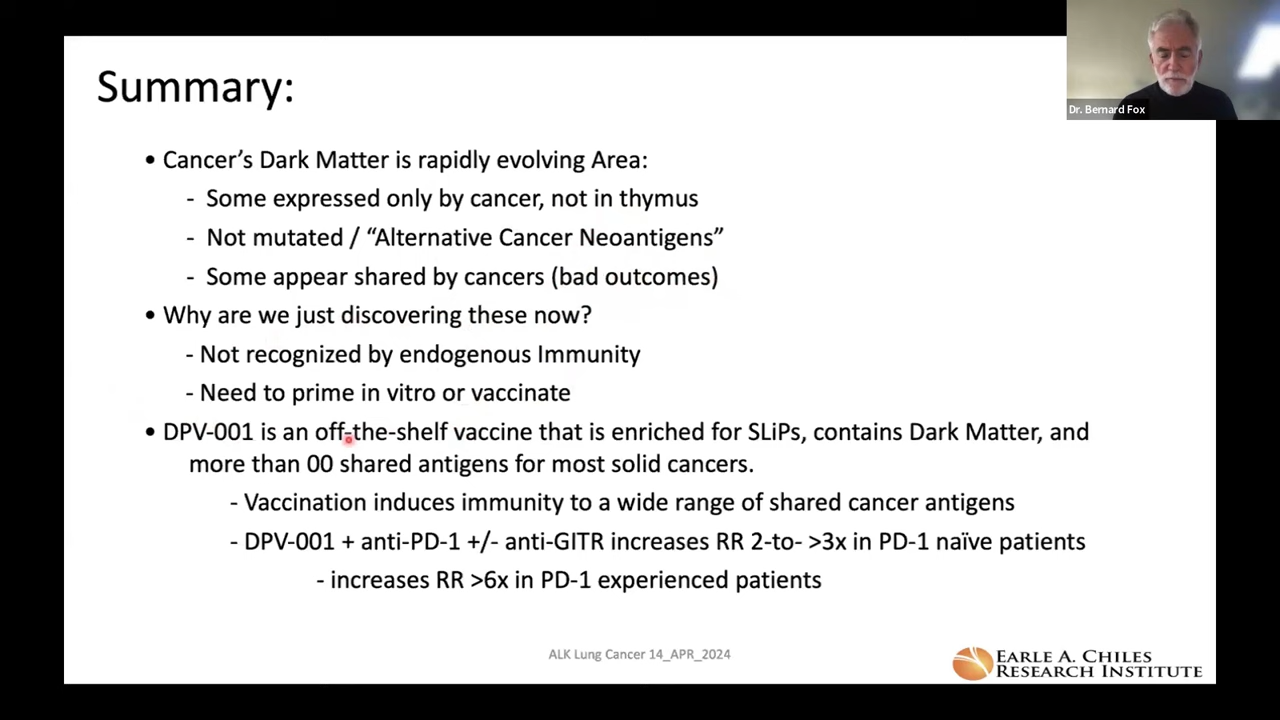 Summary:
Dr. Bernard Fox
• Cancer’s Dark Matter is rapidly evolving Area:
- Some expressed only by cancer, not in thymus
- Not mutated / “Alternative Cancer Neoantigens”
- Some appear shared by cancers (bad outcomes)
• Why are we just discovering these now?
- Not recognized by endogenous Immunity
- Need to prime in vitro or vaccinate
• DPV-001 is an off-the-shelf vaccine that is enriched for SLiPs, contains Dark Matter, and
more than 00 shared antigens for most solid cancers.
- Vaccination induces immunity to a wide range of shared cancer antigens
- DPV-001 + anti-PD-1 +/- anti-GITR increases RR 2-to- >3x in PD-1 naïve patients
- increases RR >6x in PD-1 experienced patients
ALK Lung Cancer 14_APR_2024
EARLE A. CHILES
RESEARCH INSTITUTE